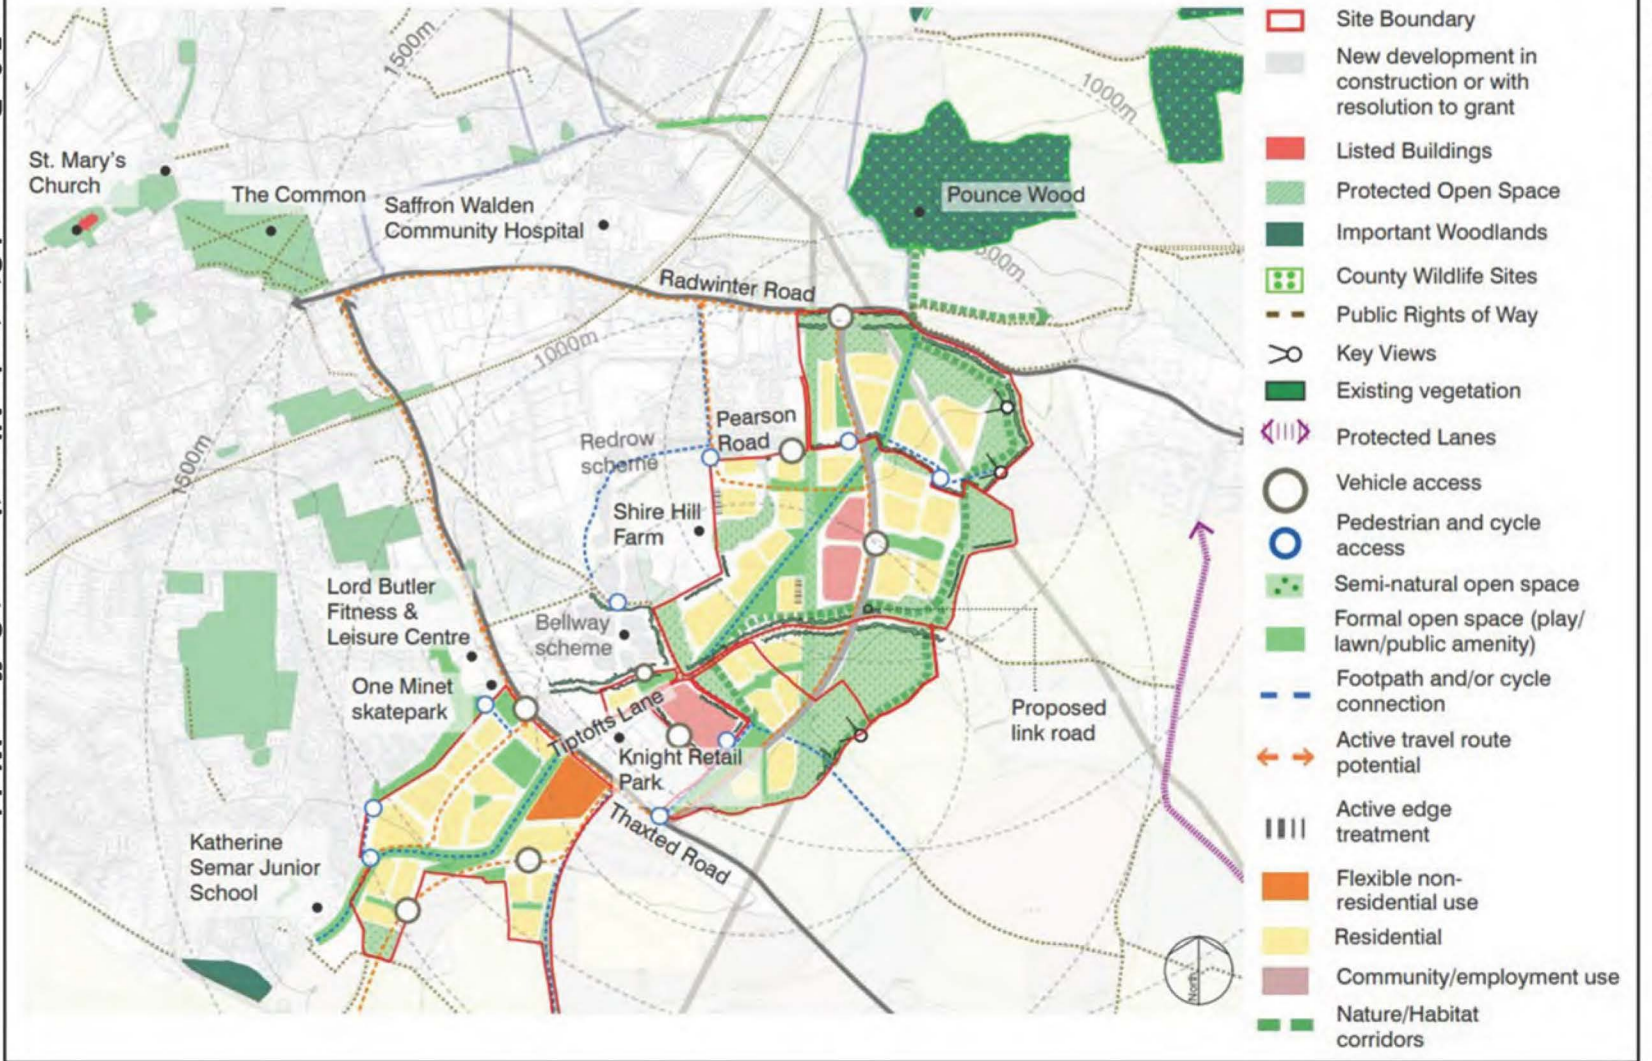 1500m
1000m
St. Mary's
Church
The Common
Saffron Walden
Community Hospital
Pounce Wood
Radwinter Road
1000m
Pearson
Road
Redrow
scheme
1500m
Shire Hill
Farm
Lord Butler
Fitness &
Leisure Centre
Bellway
scheme
One Minet
skatepark
Tiptofts Lane
Knight Retail
Park
Proposed
link road
Thaxted Road
Katherine
Semar Junior
School
North
Site Boundary
New development in
construction or with
resolution to grant
Listed Buildings
Protected Open Space
Important Woodlands
County Wildlife Sites
Public Rights of Way
Key Views
Existing vegetation
Protected Lanes
Vehicle access
Pedestrian and cycle
access
Semi-natural open space
Formal open space (play/
lawn/public amenity)
Footpath and/or cycle
connection
Active travel route
potential
Active edge
treatment
Flexible non-
residential use
Residential
Community/employment use
Nature/Habitat
corridors